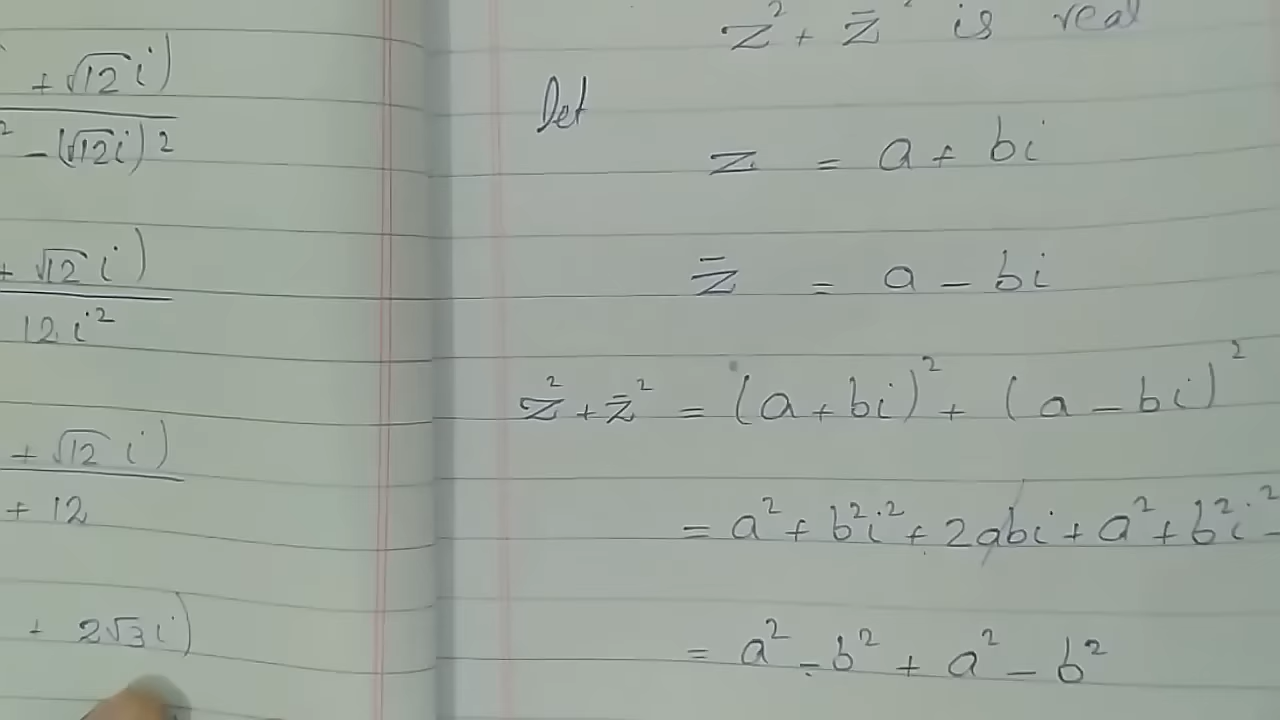 + √12 i)
² - (√12 i)²
+ √12 i)
12 i²
+ √12 i)
+ 12
+ 2√3 i)
z² + z̄² is real
Let
z = a + bi
z̄ = a - bi
z² + z̄² = (a + bi)² + (a - bi)²
= a² + b²i² + 2abi + a² + b²i² -
= a² - b² + a² - b²